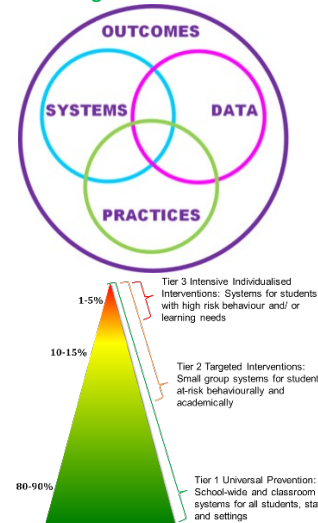 OUTCOMES
SYSTEMS
DATA
PRACTICES
1-5%
Tier 3 Intensive Individualised
Interventions: Systems for students
with high risk behaviour and/ or
learning needs
10-15%
Tier 2 Targeted Interventions:
Small group systems for student
at-risk behaviourally and
academically
80-90%
Tier 1 Universal Prevention:
School-wide and classroom
systems for all students, sta
and settings